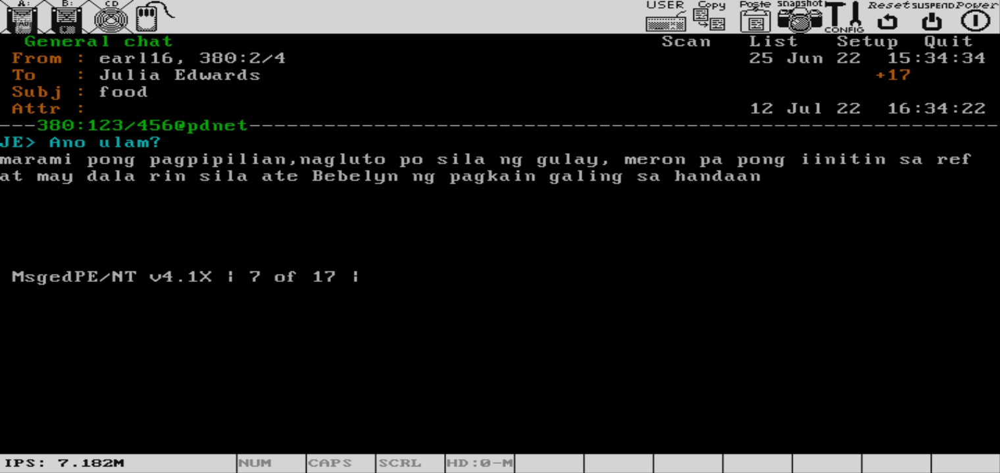 A: B: CD USER Copy Paste snapshot CONFIG Reset SUSPEND Power
General chat Scan List Setup Quit
From : earl16, 380:2/4 25 Jun 22 15:34:34
To : Julia Edwards +17
Subj : food
Attr : 12 Jul 22 16:34:22
---380:123/456@pdnet---
JE> Ano ulam?
marami pong pagpipilian,nagluto po sila ng gulay, meron pa pong iinitin sa ref
at may dala rin sila ate Bebelyn ng pagkain galing sa handaan
MsgedPE/NT v4.1X | 7 of 17 |
IPS: 7.182M NUM CAPS SCRL HD:0-M